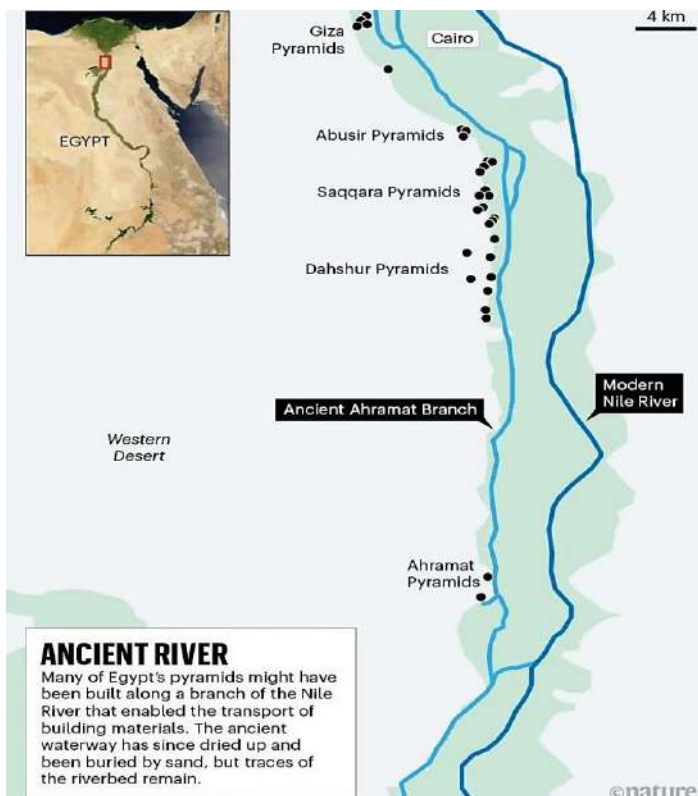 Giza
Pyramids
Cairo
4 km
EGYPT
Abusir Pyramids
Saqqara Pyramids
Dahshur Pyramids
Modern
Nile River
Ancient Ahramat Branch
Western
Desert
Ahramat
Pyramids
ANCIENT RIVER
Many of Egypt's pyramids might have
been built along a branch of the Nile
River that enabled the transport of
building materials. The ancient
waterway has since dried up and
been buried by sand, but traces of
the riverbed remain.
©nature